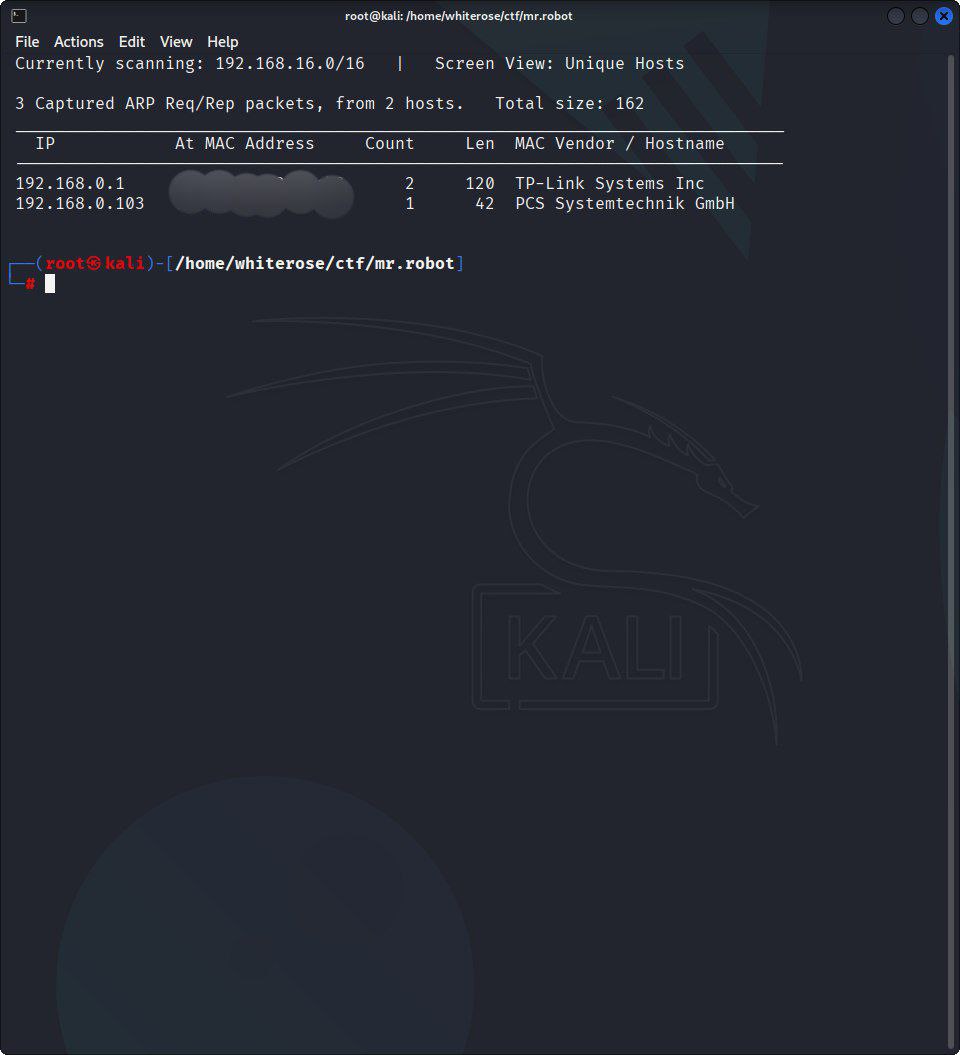 root@kali: /home/whiterose/ctf/mr.robot
File Actions Edit View Help
Currently scanning: 192.168.16.0/16 | Screen View: Unique Hosts
3 Captured ARP Req/Rep packets, from 2 hosts. Total size: 162
IP At MAC Address Count Len MAC Vendor / Hostname
192.168.0.1 2 120 TP-Link Systems Inc
192.168.0.103 1 42 PCS Systemtechnik GmbH
┌──(root㉿kali)-[/home/whiterose/ctf/mr.robot]
└─#
KALI